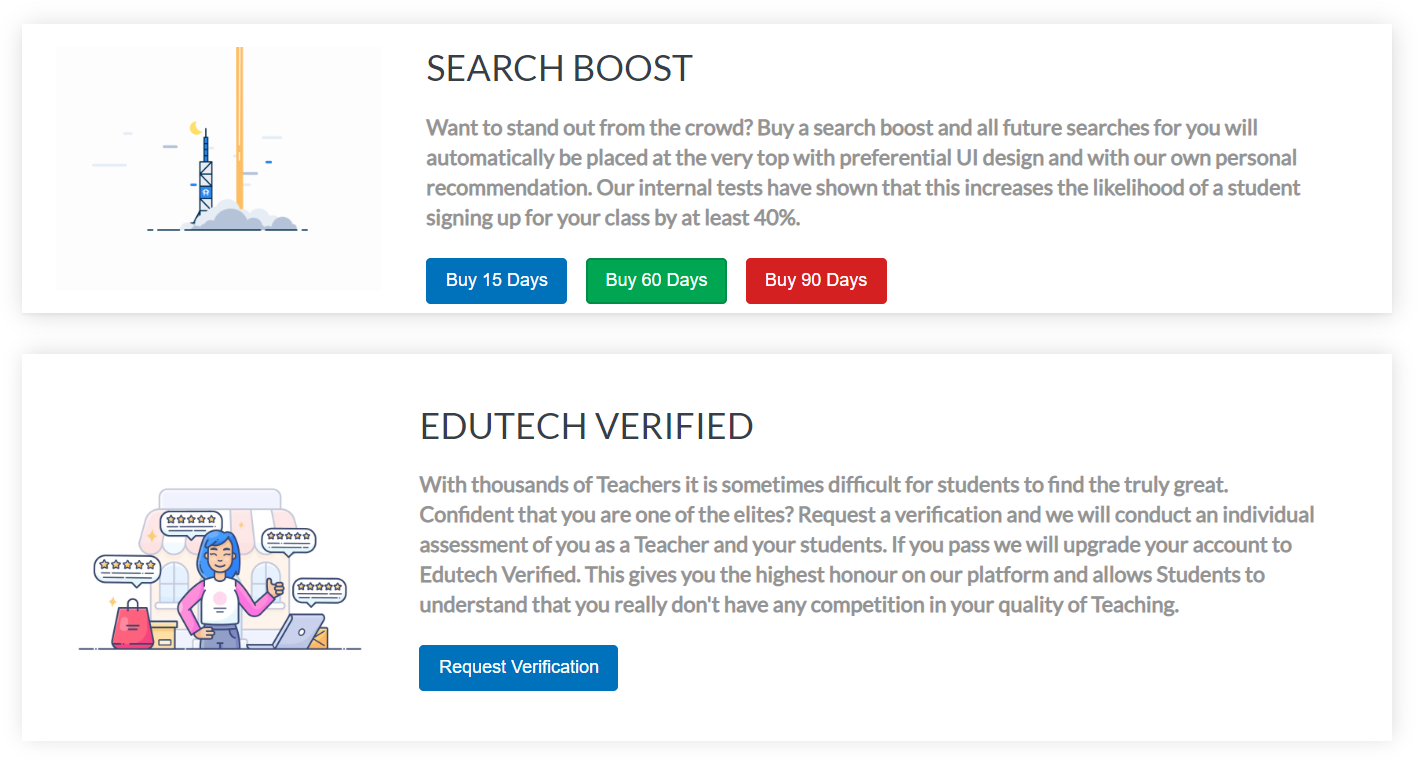 SEARCH BOOST
Want to stand out from the crowd? Buy a search boost and all future searches for you will
automatically be placed at the very top with preferential UI design and with our own personal
recommendation. Our internal tests have shown that this increases the likelihood of a student
signing up for your class by at least 40%.
Buy 15 Days
Buy 60 Days
Buy 90 Days
EDUTECH VERIFIED
With thousands of Teachers it is sometimes difficult for students to find the truly great.
Confident that you are one of the elites? Request a verification and we will conduct an individual
assessment of you as a Teacher and your students. If you pass we will upgrade your account to
Edutech Verified. This gives you the highest honour on our platform and allows Students to
understand that you really don't have any competition in your quality of Teaching.
Request Verification